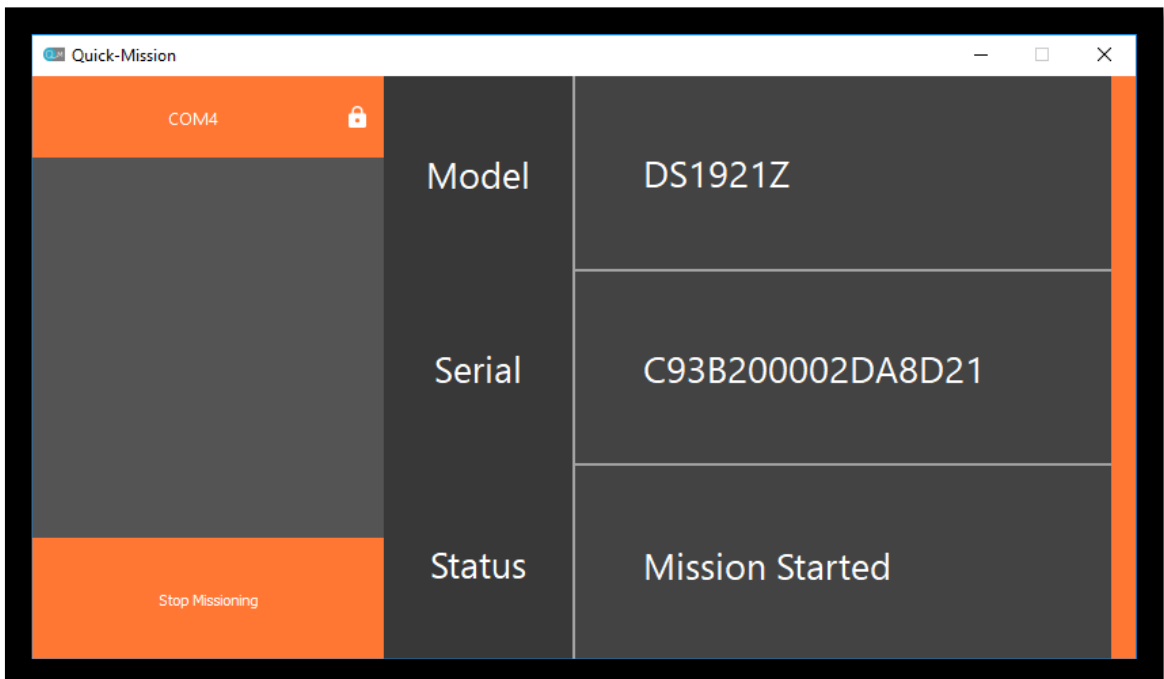 Quick-Mission
COM4
Model
DS1921Z
Serial
C93B200002DA8D21
Status
Mission Started
Stop Missioning